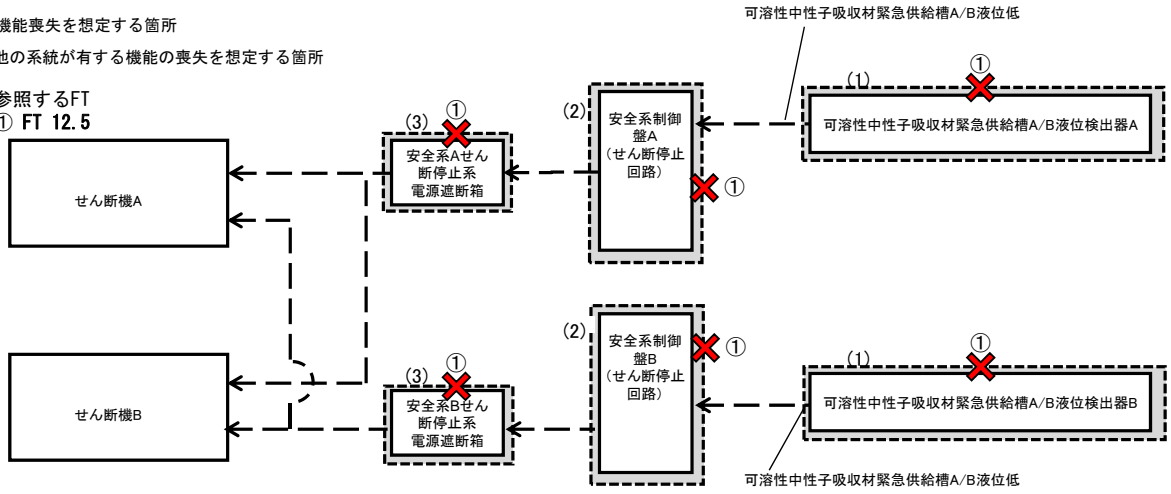 機能喪失を想定する箇所
他の系統が有する機能の喪失を想定する箇所
参照するFT
① FT 12.5
可溶性中性子吸収材緊急供給槽A/B液位低
せん断機A
(3)
①
安全系Aせん
断停止系
電源遮断箱
(2)
安全系制御
盤A
(せん断停止
回路)
①
(1)
①
可溶性中性子吸収材緊急供給槽A/B液位検出器A
せん断機B
(3)
①
安全系Bせん
断停止系
電源遮断箱
(2)
安全系制御
盤B
(せん断停止
回路)
①
(1)
①
可溶性中性子吸収材緊急供給槽A/B液位検出器B
可溶性中性子吸収材緊急供給槽A/B液位低